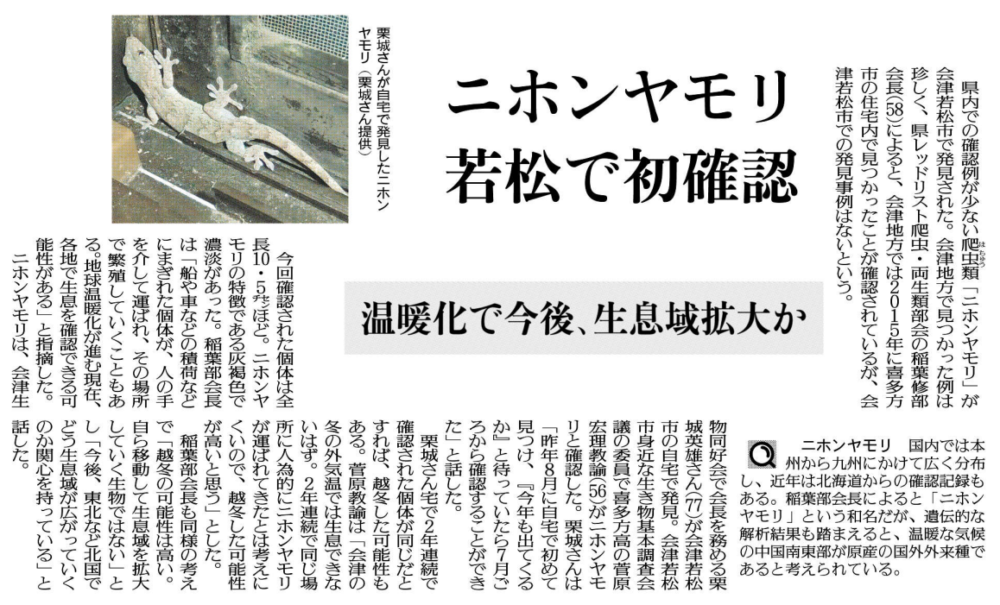 ニホンヤモリ
若松で初確認
温暖化で今後、生息域拡大か
県内での確認例が少ない爬虫類「ニホンヤモリ」が
はちゅう
会津若松市で発見された。会津地方で見つかった例は
珍しく、県レッドリスト爬虫・両生類部会の稲葉修部
会長(58)によると、会津地方では2015年に喜多方
市の住宅内で見つかったことが確認されているが、会
津若松市での発見事例はないという。
栗城さんが自宅で発見したニホン
ヤモリ(栗城さん提供)
今回確認された個体は全
長10・5㌢ほど。ニホンヤ
モリの特徴である灰褐色で
濃淡があった。稲葉部会長
は「船や車などの積荷など
にまぎれた個体が、人の手
を介して運ばれ、その場所
で繁殖していくこともあ
る。地球温暖化が進む現在、
各地で生息を確認できる可
能性がある」と指摘した。
ニホンヤモリは、会津生
物同好会で会長を務める栗
城英雄さん(77)が会津若松
市の自宅で発見。会津若松
市身近な生き物基本調査会
議の委員で喜多方高の菅原
宏理教諭(56)がニホンヤモ
リと確認した。栗城さんは
「昨年8月に自宅で初めて
見つけ、『今年も出てくる
か』と待っていたら7月ご
ろから確認することができ
た」と話した。
栗城さん宅で2年連続で
確認された個体が同じだと
すれば、越冬した可能性も
ある。菅原教諭は「会津の
冬の外気温では生息できな
いはず。2年連続で同じ場
所に人為的にニホンヤモリ
が運ばれてきたとは考えに
くいので、越冬した可能性
が高いと思う」とした。
稲葉部会長も同様の考え
で「越冬の可能性は高い。
自ら移動して生息域を拡大
していく生物ではない」と
し「今後、東北など北国で
どう生息域が広がっていく
のか関心を持っている」と
話した。
ニホンヤモリ 国内では本
州から九州にかけて広く分布
し、近年は北海道からの確認記録も
ある。稲葉部会長によると「ニホン
ヤモリ」という和名だが、遺伝的な
解析結果も踏まえると、温暖な気候
の中国南東部が原産の国外外来種で
あると考えられている。